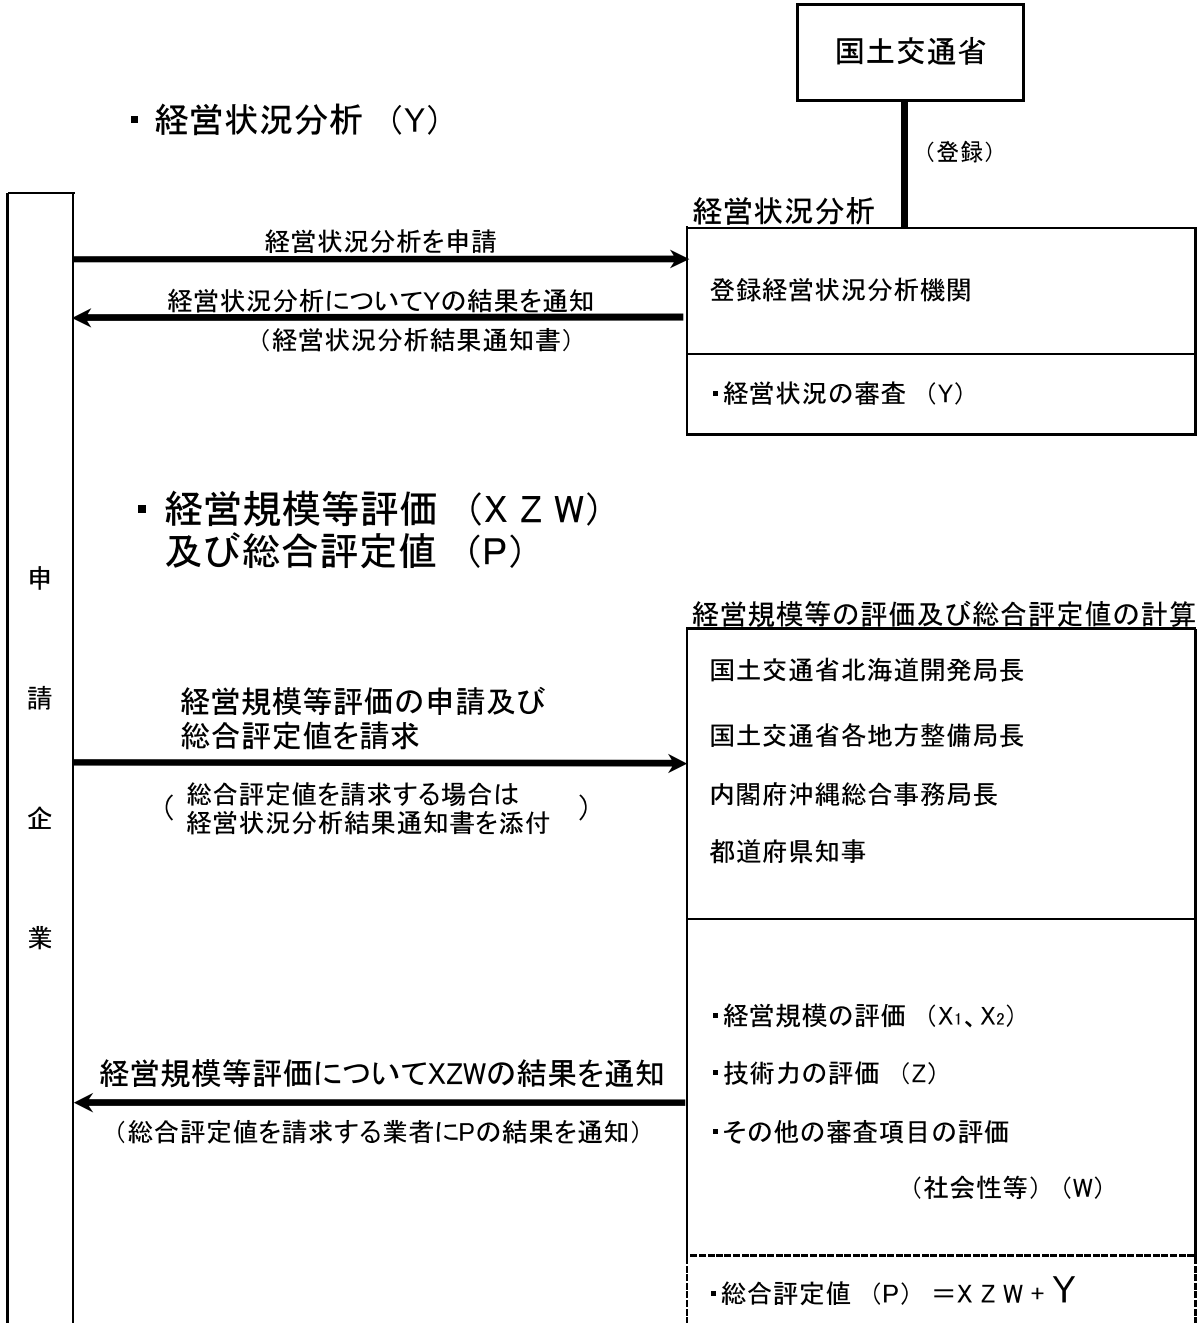 国土交通省
・経営状況分析 （Y）
（登録）
経営状況分析
経営状況分析を申請
登録経営状況分析機関
経営状況分析についてYの結果を通知
（経営状況分析結果通知書）
・経営状況の審査 （Y）
・経営規模等評価 （X Z W）
及び総合評定値 （P）
申請企業
経営規模等の評価及び総合評定値の計算
国土交通省北海道開発局長
国土交通省各地方整備局長
内閣府沖縄総合事務局長
都道府県知事
経営規模等評価の申請及び
総合評定値を請求
（ 総合評定値を請求する場合は
経営状況分析結果通知書を添付 ）
・経営規模の評価 （X₁、X₂）
・技術力の評価 （Z）
・その他の審査項目の評価
（社会性等）（W）
経営規模等評価についてXZWの結果を通知
（総合評定値を請求する業者にPの結果を通知）
・総合評定値 （P） ＝X Z W + Y